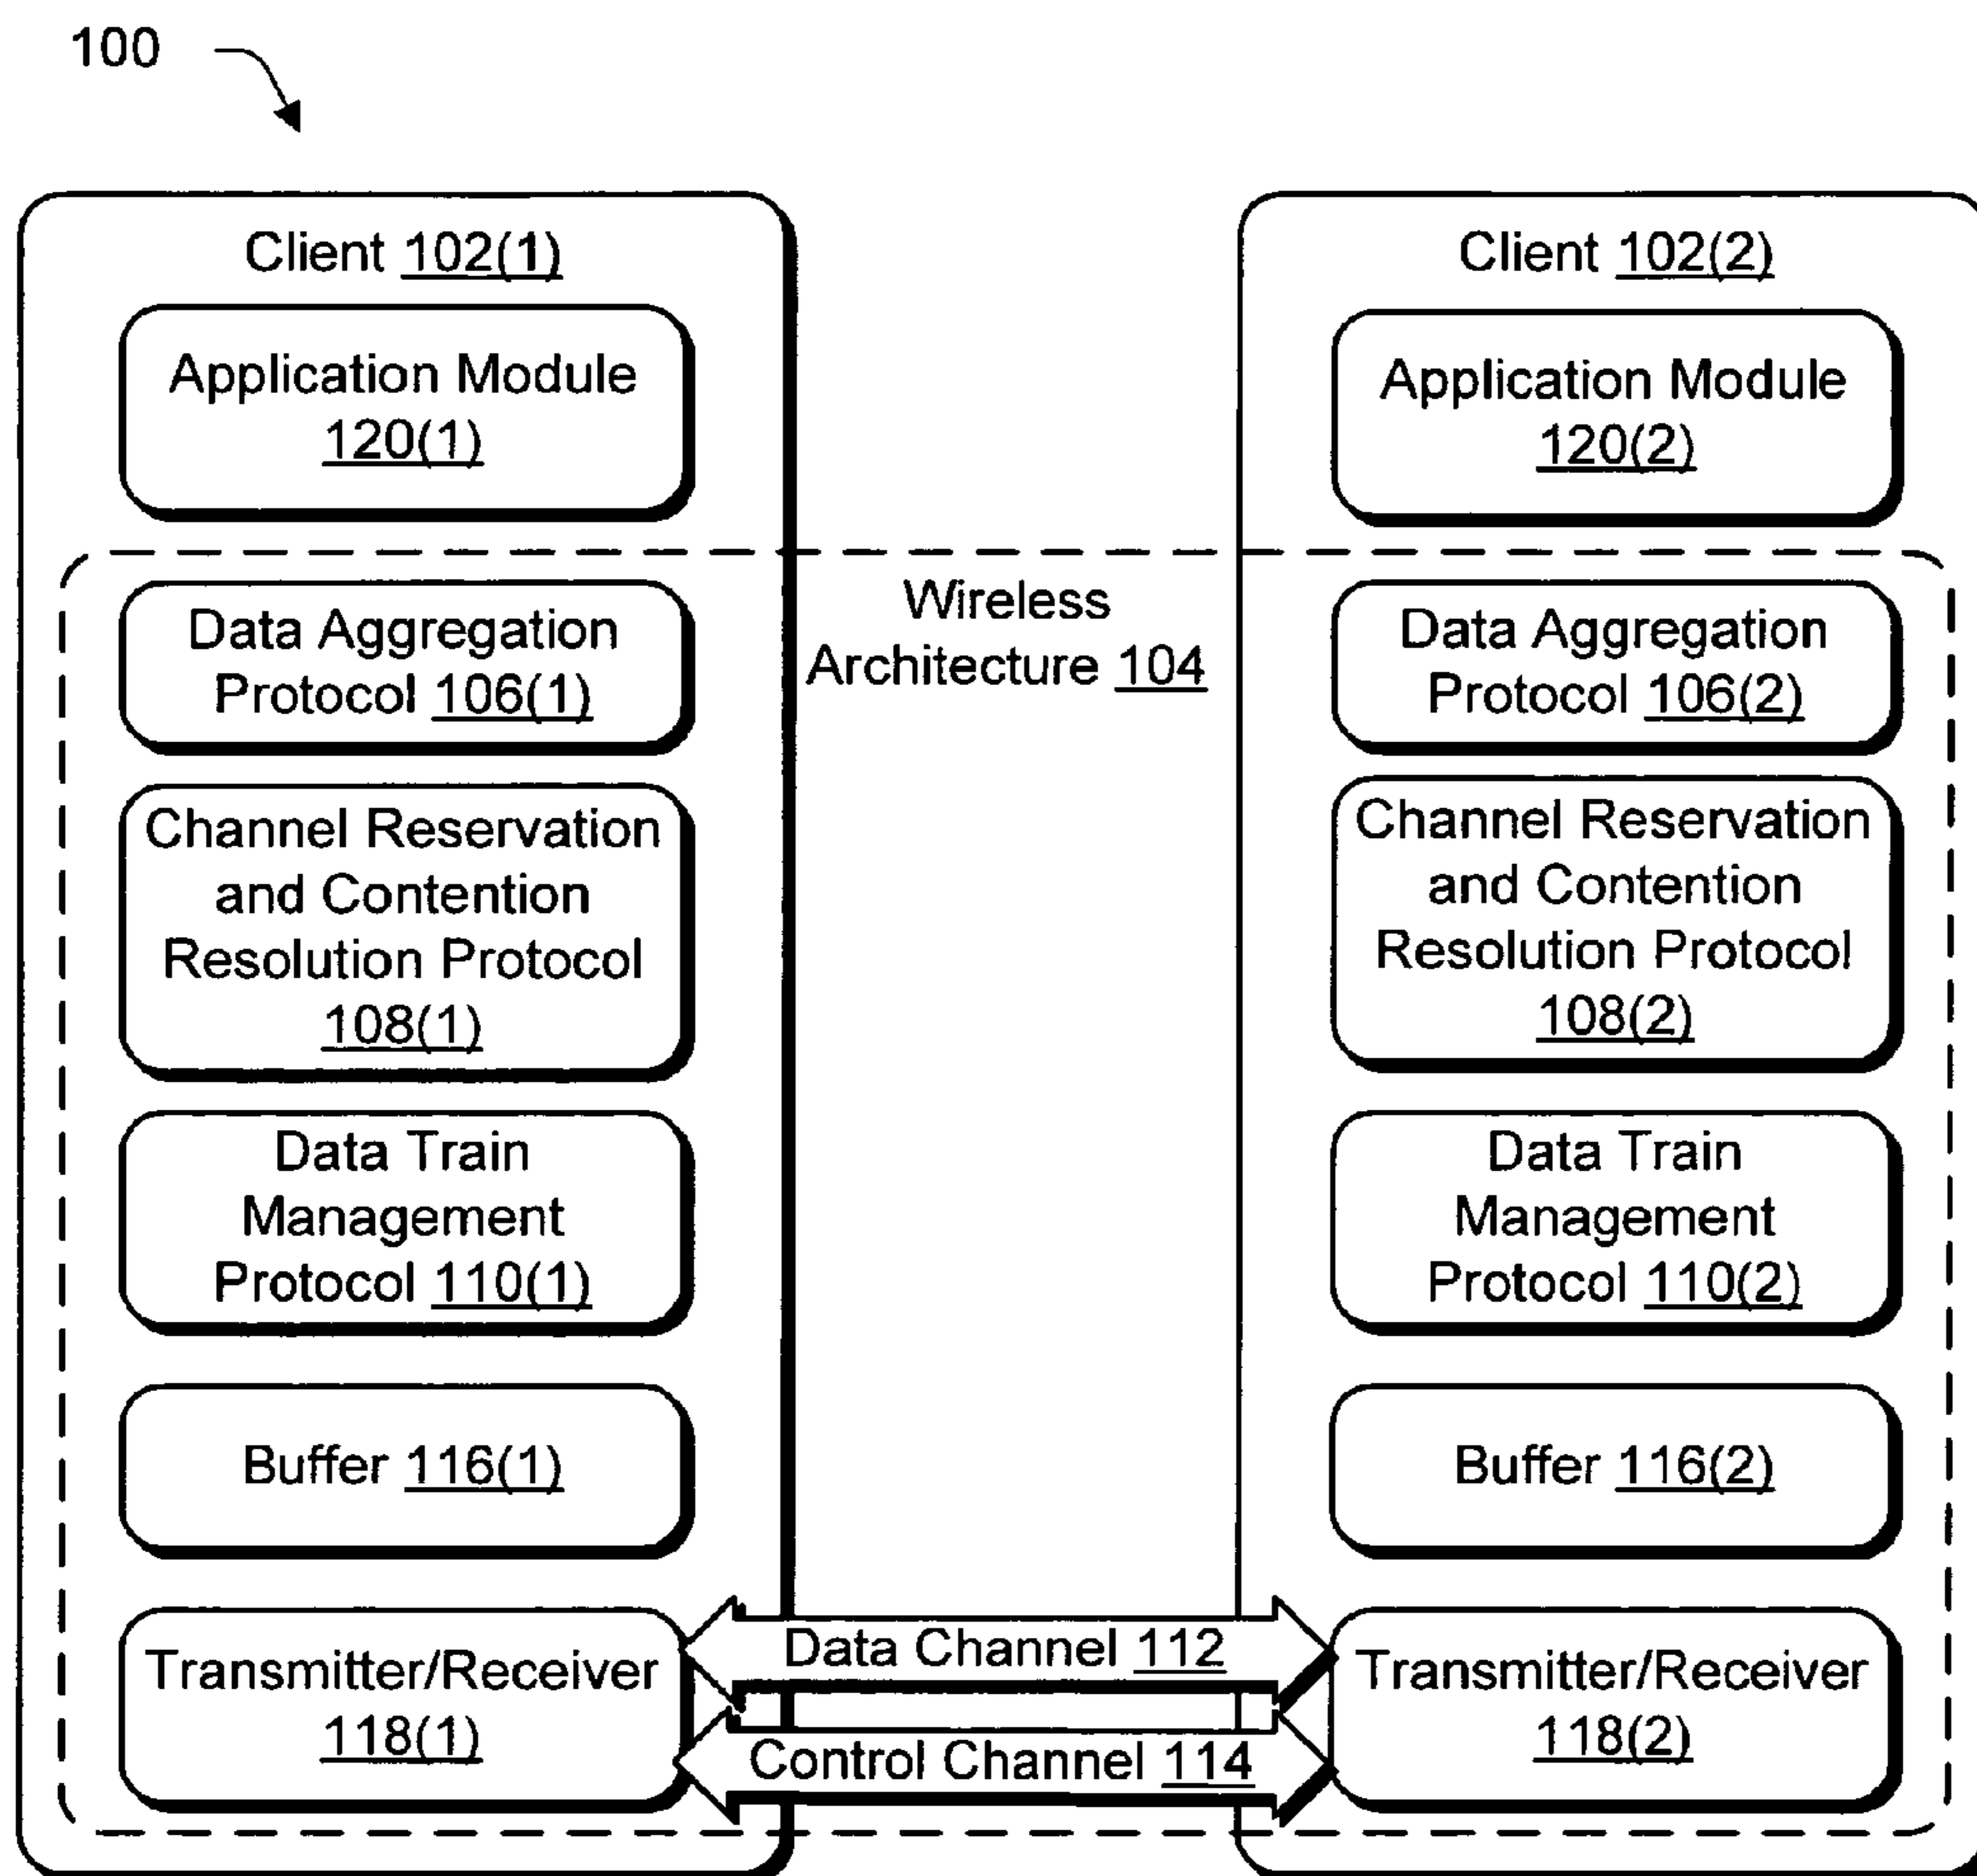 100
Client 102(1)
Application Module
120(1)
Data Aggregation
Protocol 106(1)
Channel Reservation
and Contention
Resolution Protocol
108(1)
Data Train
Management
Protocol 110(1)
Buffer 116(1)
Transmitter/Receiver
118(1)
Wireless
Architecture 104
Data Channel 112
Control Channel 114
Client 102(2)
Application Module
120(2)
Data Aggregation
Protocol 106(2)
Channel Reservation
and Contention
Resolution Protocol
108(2)
Data Train
Management
Protocol 110(2)
Buffer 116(2)
Transmitter/Receiver
118(2)